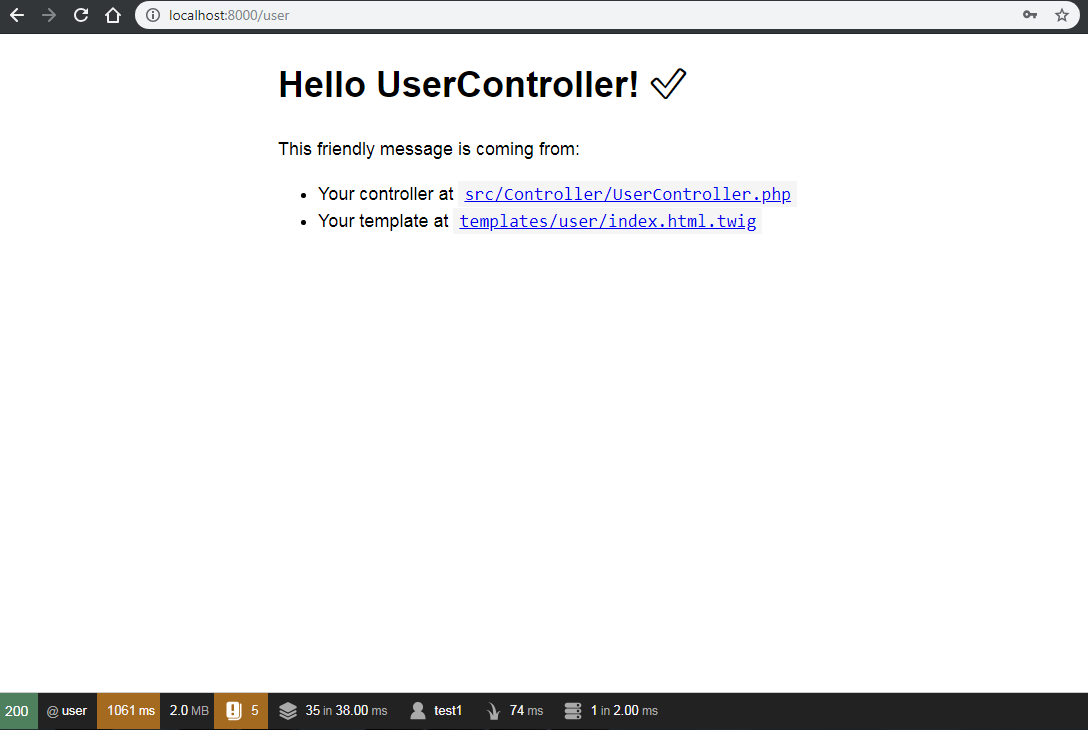 localhost:8000/user
Hello UserController! ✅
This friendly message is coming from:
• Your controller at src/Controller/UserController.php
• Your template at templates/user/index.html.twig
200 @ user 1061 ms 2.0 MB 5 35 in 38.00 ms test1 74 ms 1 in 2.00 ms